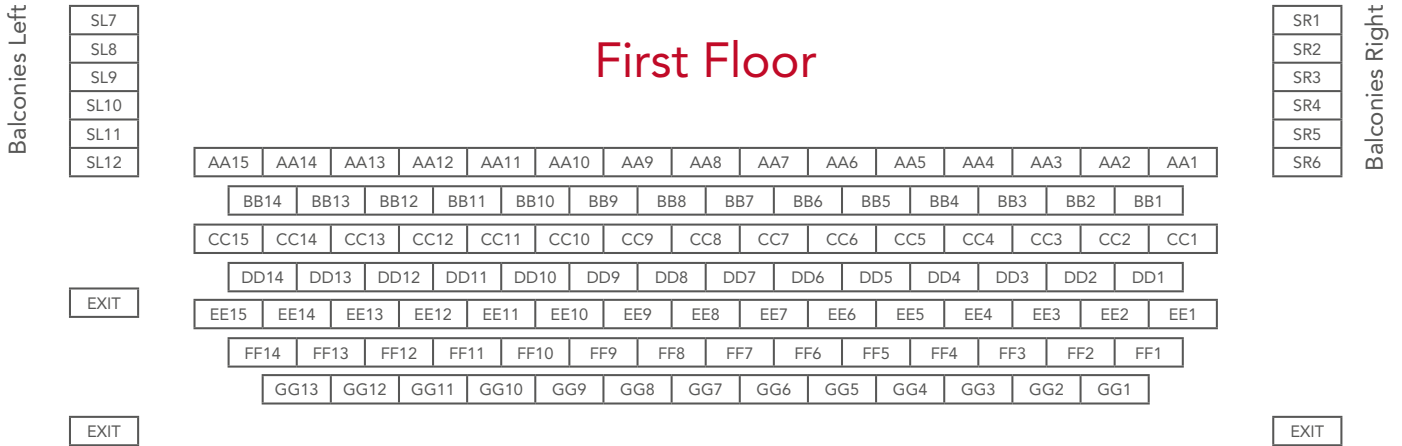 Balconies Left
SL7
SL8
SL9
SL10
SL11
SL12
First Floor
SR1
SR2
SR3
SR4
SR5
SR6
Balconies Right
AA15 AA14 AA13 AA12 AA11 AA10 AA9 AA8 AA7 AA6 AA5 AA4 AA3 AA2 AA1
BB14 BB13 BB12 BB11 BB10 BB9 BB8 BB7 BB6 BB5 BB4 BB3 BB2 BB1
CC15 CC14 CC13 CC12 CC11 CC10 CC9 CC8 CC7 CC6 CC5 CC4 CC3 CC2 CC1
DD14 DD13 DD12 DD11 DD10 DD9 DD8 DD7 DD6 DD5 DD4 DD3 DD2 DD1
EXIT
EE15 EE14 EE13 EE12 EE11 EE10 EE9 EE8 EE7 EE6 EE5 EE4 EE3 EE2 EE1
FF14 FF13 FF12 FF11 FF10 FF9 FF8 FF7 FF6 FF5 FF4 FF3 FF2 FF1
GG13 GG12 GG11 GG10 GG9 GG8 GG7 GG6 GG5 GG4 GG3 GG2 GG1
EXIT EXIT